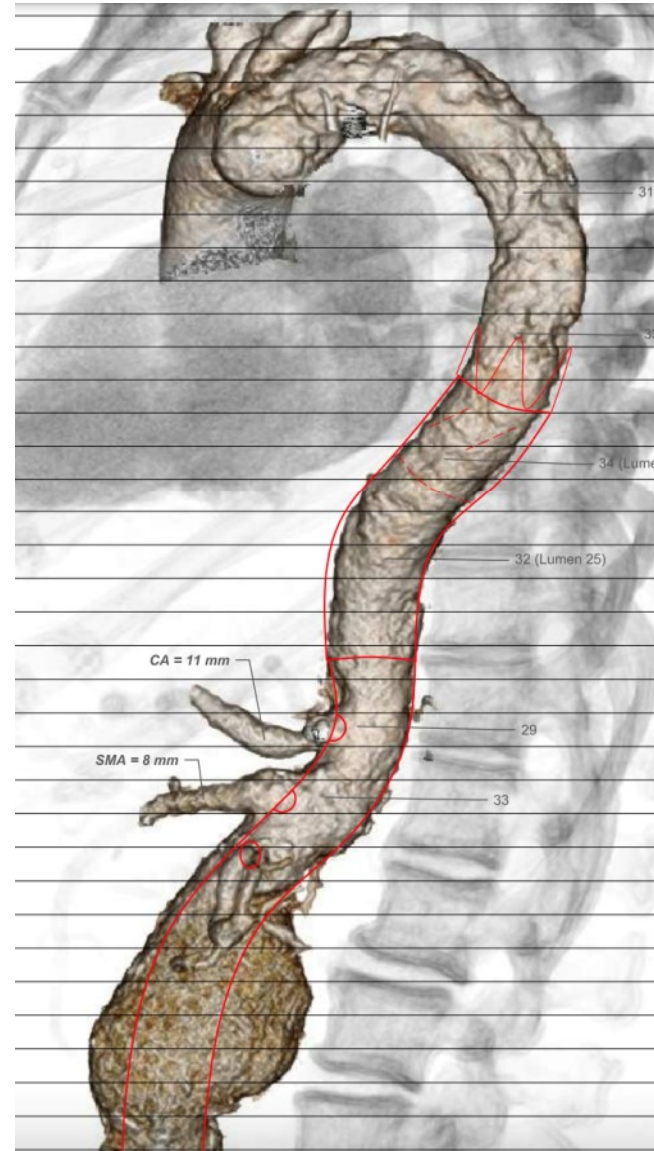 31
34 (Lume
32 (Lumen 25)
CA = 11 mm
29
SMA = 8 mm
33